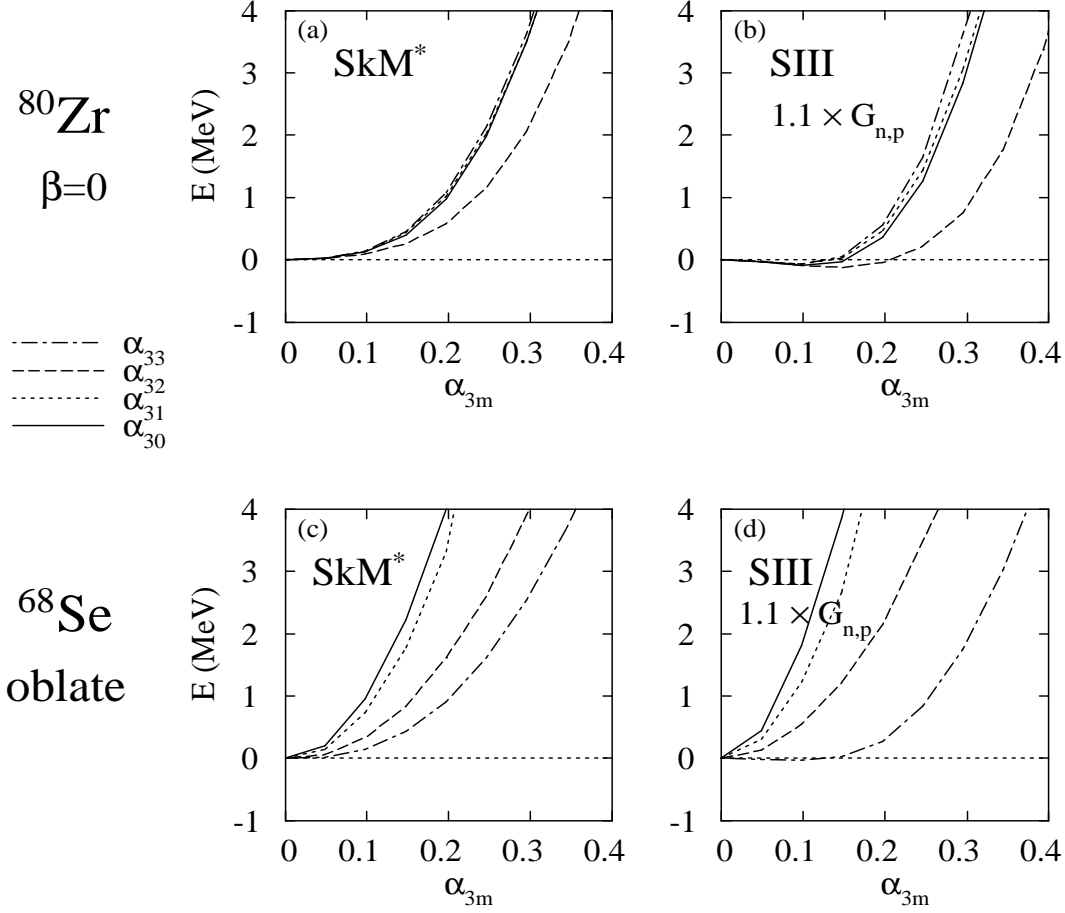 (a)
SkM*
⁸⁰Zr
β=0
E (MeV)
4
3
2
1
0
-1
0 0.1 0.2 0.3 0.4
α₃ₘ
(b)
SIII
1.1 × Gₙ,ₚ
4
3
2
1
0
-1
0 0.1 0.2 0.3 0.4
α₃ₘ
α₃₃
α₃₂
α₃₁
α₃₀
(c)
SkM*
⁶⁸Se
oblate
E (MeV)
4
3
2
1
0
-1
0 0.1 0.2 0.3 0.4
α₃ₘ
(d)
SIII
1.1 × Gₙ,ₚ
4
3
2
1
0
-1
0 0.1 0.2 0.3 0.4
α₃ₘ